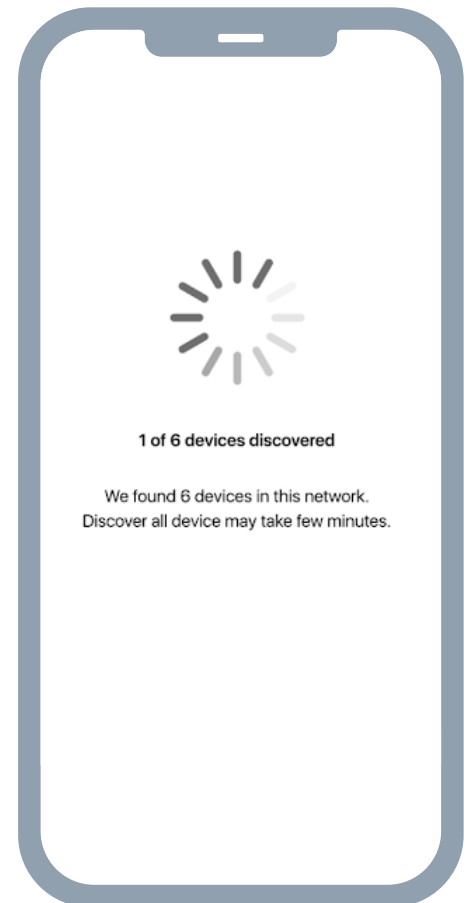 1 of 6 devices discovered
We found 6 devices in this network.
Discover all device may take few minutes.